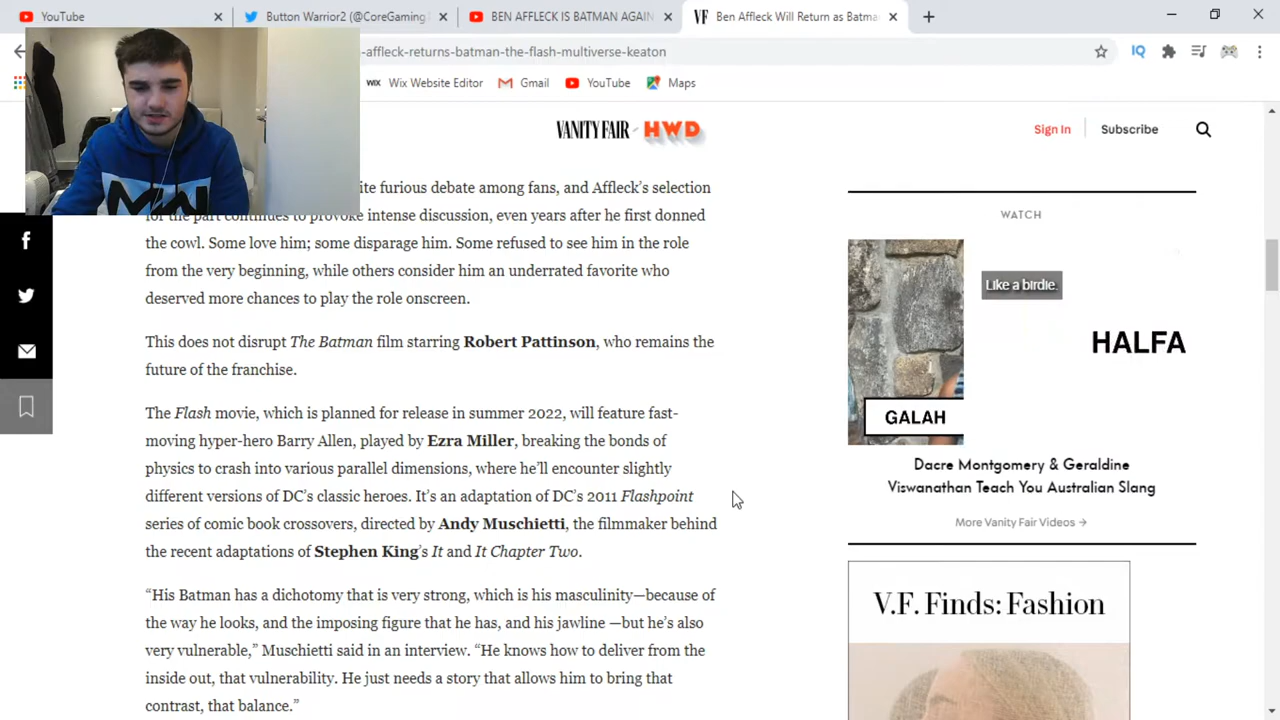 YouTube
Button Warrior2 (@CoreGaming
BEN AFFLECK IS BATMAN AGAIN
VF Ben Affleck Will Return as Batma
-affleck-returns-batman-the-flash-multiverse-keaton
IQ
WIX Wix Website Editor
Gmail
YouTube
Maps
VANITY FAIR HWD
Sign In
Subscribe
furious debate among fans, and Affleck's selection
for the part continues to provoke intense discussion, even years after he first donned
the cowl. Some love him; some disparage him. Some refused to see him in the role
from the very beginning, while others consider him an underrated favorite who
deserved more chances to play the role onscreen.
This does not disrupt The Batman film starring Robert Pattinson, who remains the
future of the franchise.
The Flash movie, which is planned for release in summer 2022, will feature fast-
moving hyper-hero Barry Allen, played by Ezra Miller, breaking the bonds of
physics to crash into various parallel dimensions, where he'll encounter slightly
different versions of DC's classic heroes. It's an adaptation of DC's 2011 Flashpoint
series of comic book crossovers, directed by Andy Muschietti, the filmmaker behind
the recent adaptations of Stephen King's It and It Chapter Two.
“His Batman has a dichotomy that is very strong, which is his masculinity—because of
the way he looks, and the imposing figure that he has, and his jawline —but he's also
very vulnerable,” Muschietti said in an interview. “He knows how to deliver from the
inside out, that vulnerability. He just needs a story that allows him to bring that
contrast, that balance.”
WATCH
Like a birdie.
HALFA
GALAH
Dacre Montgomery & Geraldine
Viswanathan Teach You Australian Slang
More Vanity Fair Videos →
V.F. Finds: Fashion